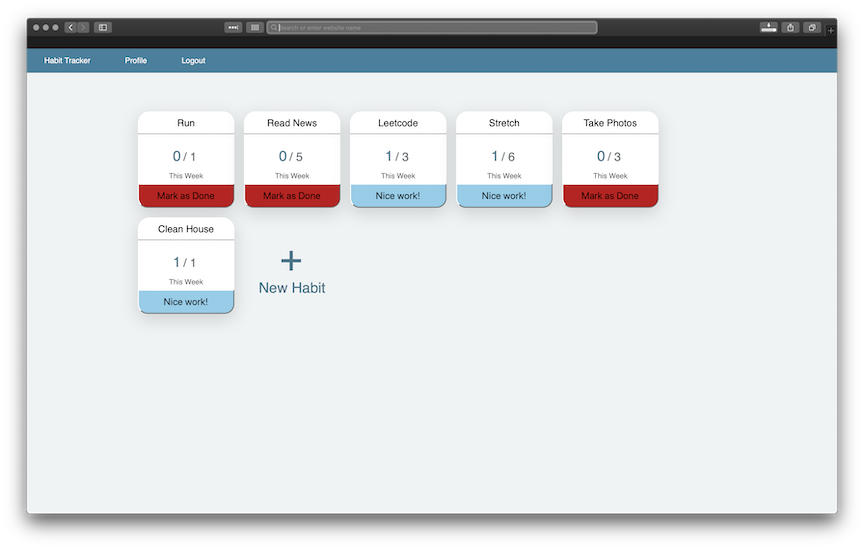 Search or enter website name
Habit Tracker Profile Logout
Run Read News Leetcode Stretch Take Photos
0 / 1 0 / 5 1 / 3 1 / 6 0 / 3
This Week This Week This Week This Week This Week
Mark as Done Mark as Done Nice work! Nice work! Mark as Done
Clean House
1 / 1
This Week
Nice work!
+
New Habit